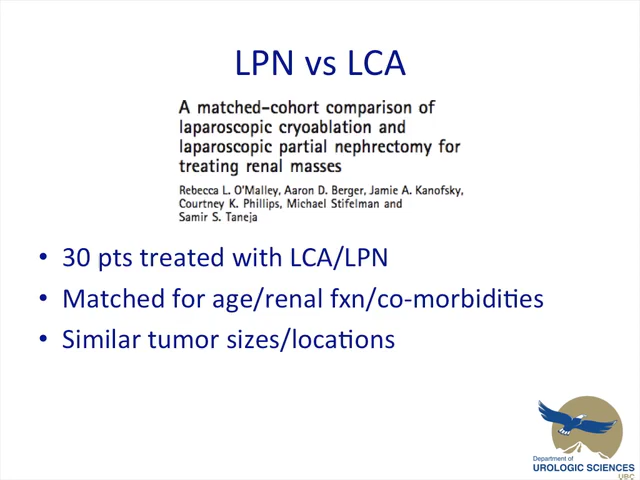 LPN vs LCA
A matched-cohort comparison of
laparoscopic cryoablation and
laparoscopic partial nephrectomy for
treating renal masses
Rebecca L. O'Malley, Aaron D. Berger, Jamie A. Kanofsky,
Courtney K. Phillips, Michael Stifelman and
Samir S. Taneja
• 30 pts treated with LCA/LPN
• Matched for age/renal fxn/co-morbidities
• Similar tumor sizes/locations
Department of
UROLOGIC SCIENCES
UBC